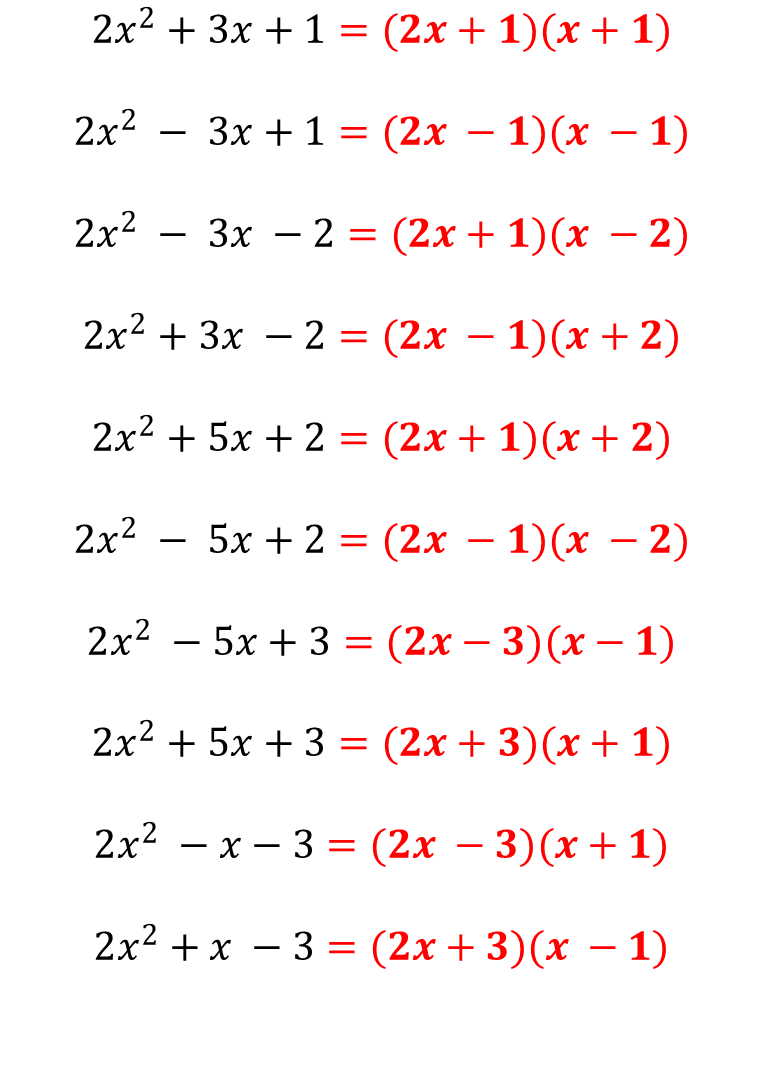 2x² + 3x + 1 = (2x + 1)(x + 1)
2x² − 3x + 1 = (2x − 1)(x − 1)
2x² − 3x − 2 = (2x + 1)(x − 2)
2x² + 3x − 2 = (2x − 1)(x + 2)
2x² + 5x + 2 = (2x + 1)(x + 2)
2x² − 5x + 2 = (2x − 1)(x − 2)
2x² − 5x + 3 = (2x − 3)(x − 1)
2x² + 5x + 3 = (2x + 3)(x + 1)
2x² − x − 3 = (2x − 3)(x + 1)
2x² + x − 3 = (2x + 3)(x − 1)